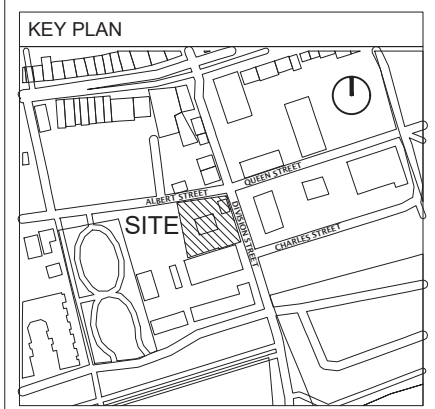 KEY PLAN
QUEEN STREET
ALBERT STREET
SITE
DIVISION STREET
CHARLES STREET